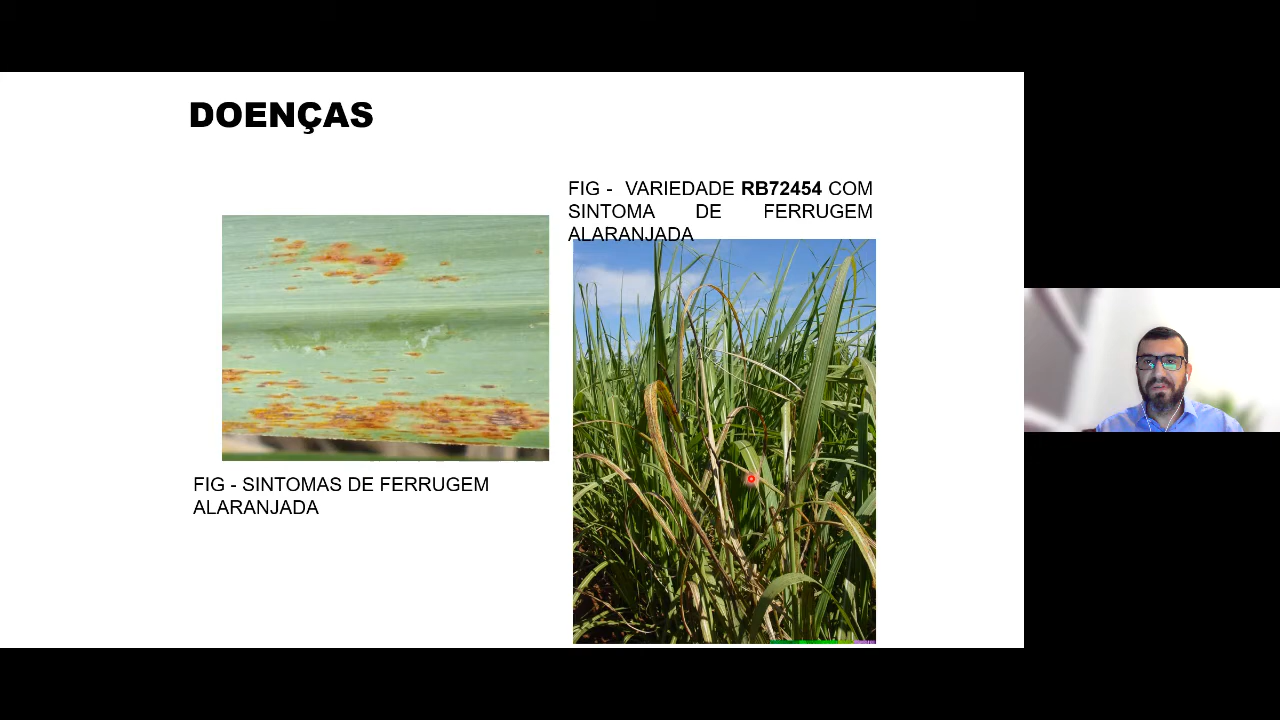 DOENÇAS
FIG - VARIEDADE RB72454 COM
SINTOMA DE FERRUGEM
ALARANJADA
FIG - SINTOMAS DE FERRUGEM
ALARANJADA